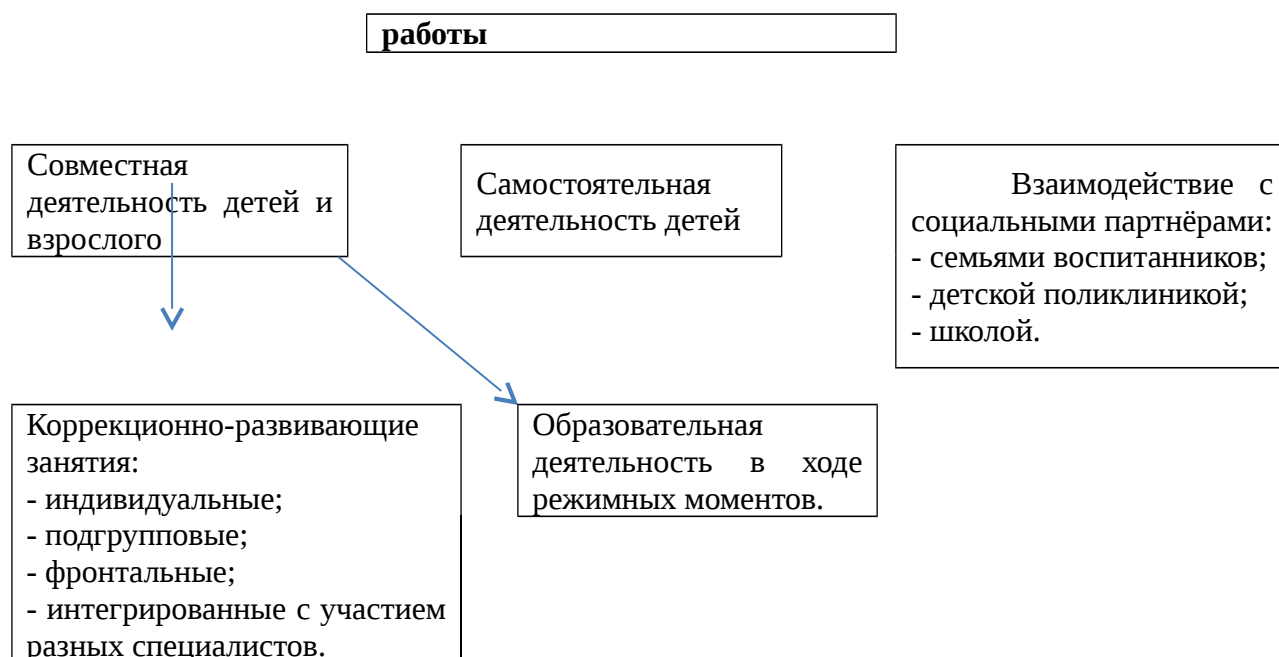 работы
Совместная
деятельность детей и
взрослого
Самостоятельная
деятельность детей
Взаимодействие с
социальными партнёрами:
- семьями воспитанников;
- детской поликлиникой;
- школой.
Коррекционно-развивающие
занятия:
- индивидуальные;
- подгрупповые;
- фронтальные;
- интегрированные с участием
разных специалистов.
Образовательная
деятельность в ходе
режимных моментов.